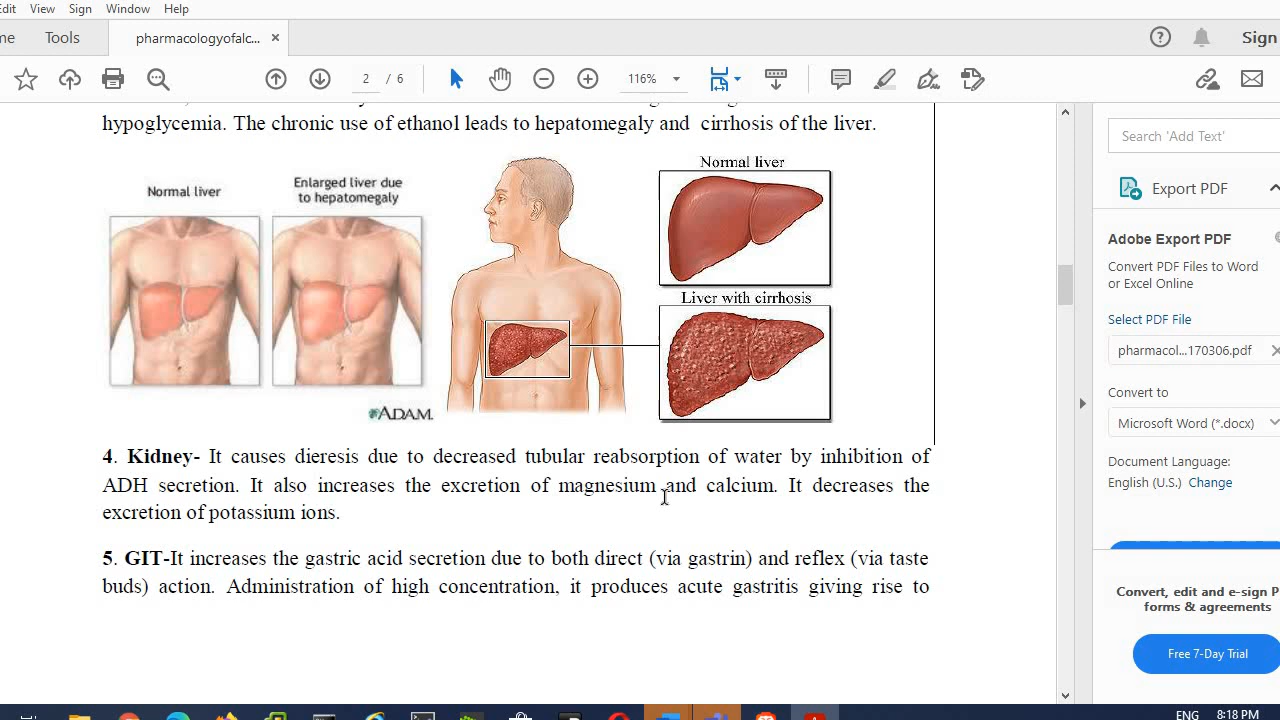 Edit View Sign Window Help
me Tools pharmacologyofalc... ×
? Sign
2 / 6 116%
hypoglycemia. The chronic use of ethanol leads to hepatomegaly and cirrhosis of the liver.
Normal liver
Enlarged liver due
to hepatomegaly
ADAM.
Normal liver
Liver with cirrhosis
4. Kidney- It causes dieresis due to decreased tubular reabsorption of water by inhibition of
ADH secretion. It also increases the excretion of magnesium and calcium. It decreases the
excretion of potassium ions.
5. GIT-It increases the gastric acid secretion due to both direct (via gastrin) and reflex (via taste
buds) action. Administration of high concentration, it produces acute gastritis giving rise to
Search 'Add Text'
Export PDF
Adobe Export PDF
Convert PDF Files to Word
or Excel Online
Select PDF File
pharmacol...170306.pdf ×
Convert to
Microsoft Word (*.docx)
Document Language:
English (U.S.) Change
Convert, edit and e-sign P
forms & agreements
Free 7-Day Trial
ENG 8:18 PM